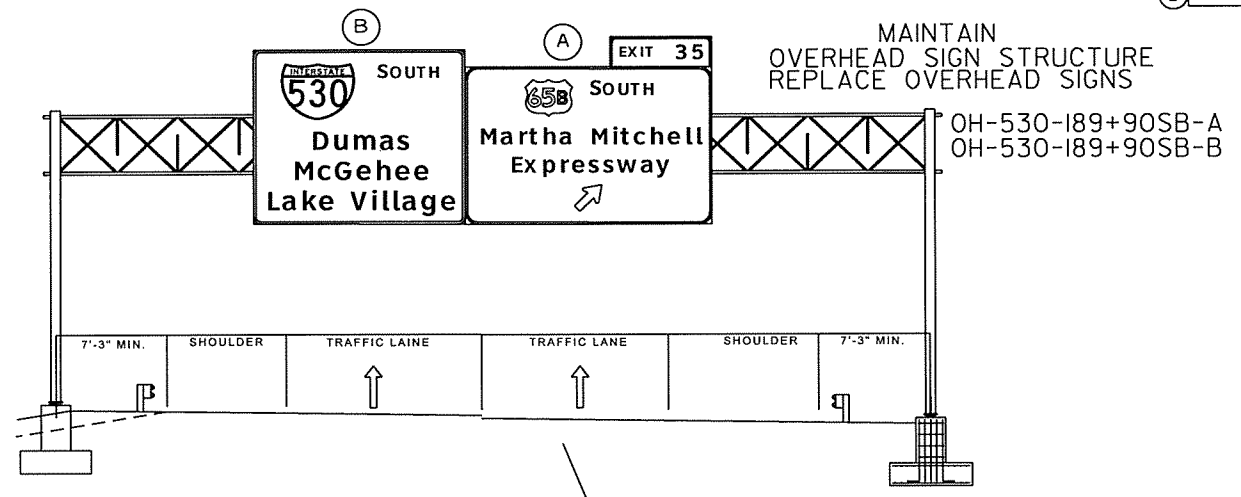 B
A
EXIT 35
INTERSTATE
530
SOUTH
Dumas
McGehee
Lake Village
65B
SOUTH
Martha Mitchell
Expressway
MAINTAIN
OVERHEAD SIGN STRUCTURE
REPLACE OVERHEAD SIGNS
OH-530-189+90SB-A
OH-530-189+90SB-B
7'-3" MIN.
SHOULDER
TRAFFIC LAINE
TRAFFIC LANE
SHOULDER
7'-3" MIN.